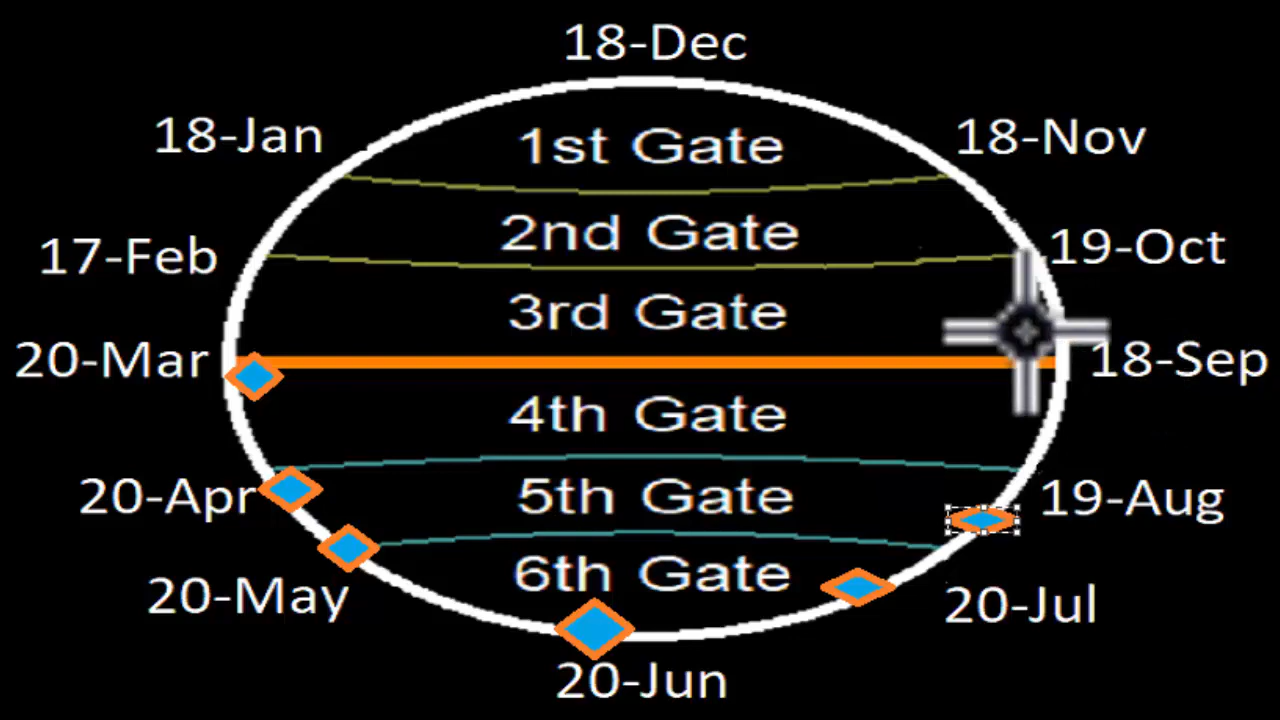 18-Dec
18-Jan
1st Gate
18-Nov
2nd Gate
17-Feb
19-Oct
3rd Gate
20-Mar
18-Sep
4th Gate
20-Apr
5th Gate
19-Aug
6th Gate
20-May
20-Jul
20-Jun